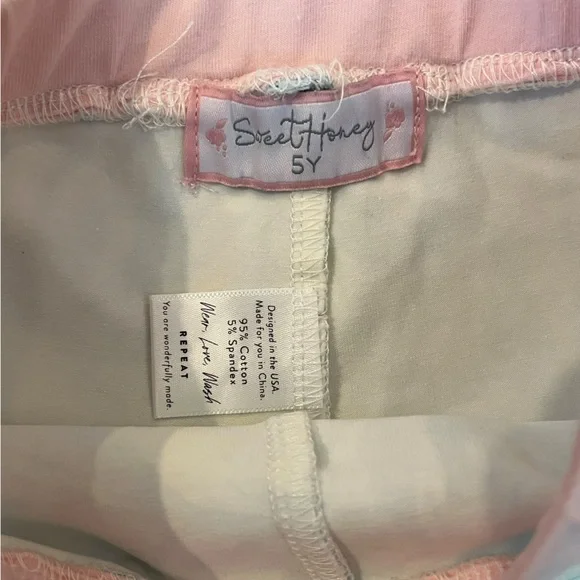 Sweet Honey
5Y
Designed in the USA.
Made for you in China.
95% Cotton
5% Spandex
Wear, Love, Wash
REPEAT
You are wonderfully made.